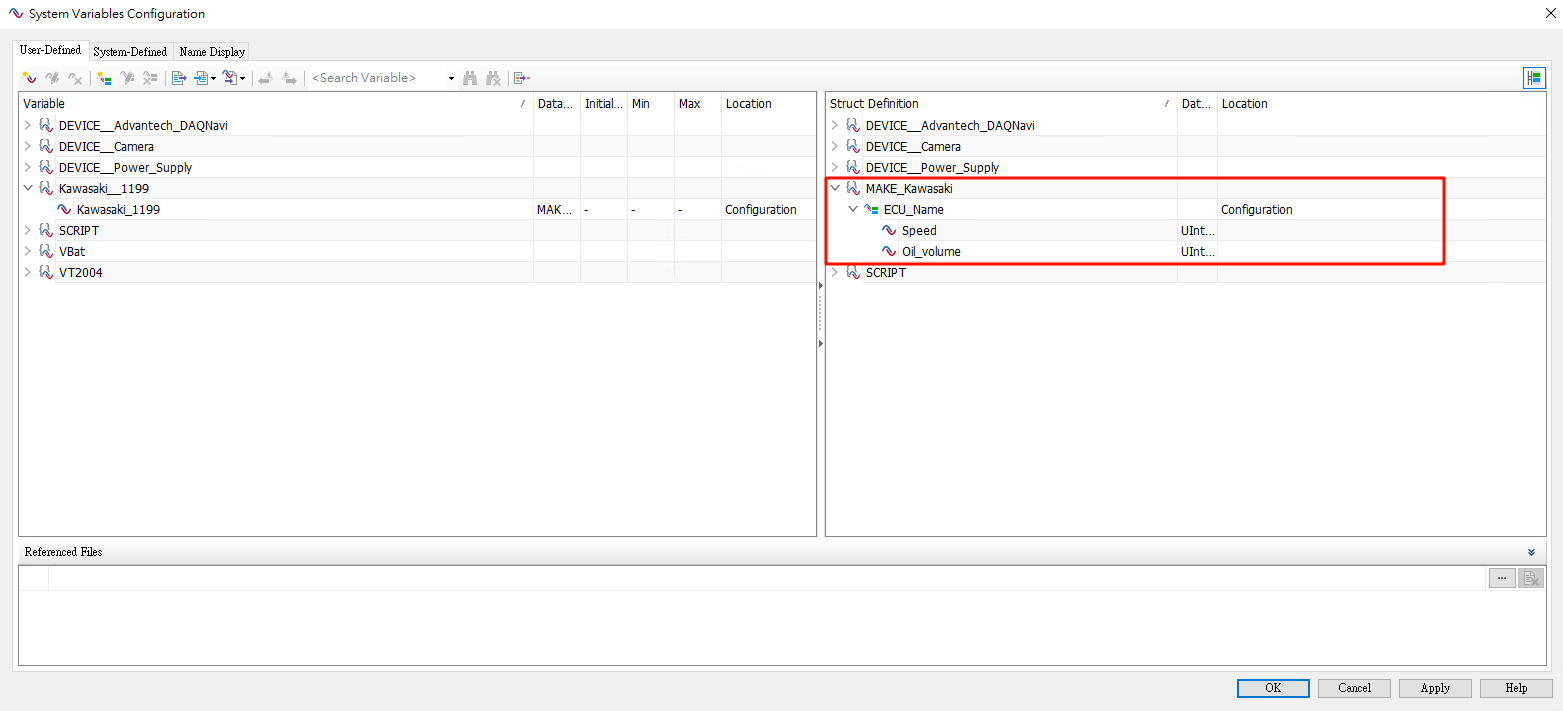 System Variables Configuration
User-Defined System-Defined Name Display
<Search Variable>
Variable Data... Initial... Min Max Location
DEVICE__Advantech_DAQNavi
DEVICE__Camera
DEVICE__Power_Supply
Kawasaki__1199
Kawasaki_1199 MAK... - - - Configuration
SCRIPT
VBat
VT2004
Struct Definition Dat... Location
DEVICE__Advantech_DAQNavi
DEVICE__Camera
DEVICE__Power_Supply
MAKE_Kawasaki
ECU_Name Configuration
Speed UInt...
Oil_volume UInt...
SCRIPT
Referenced Files
...
OK Cancel Apply Help